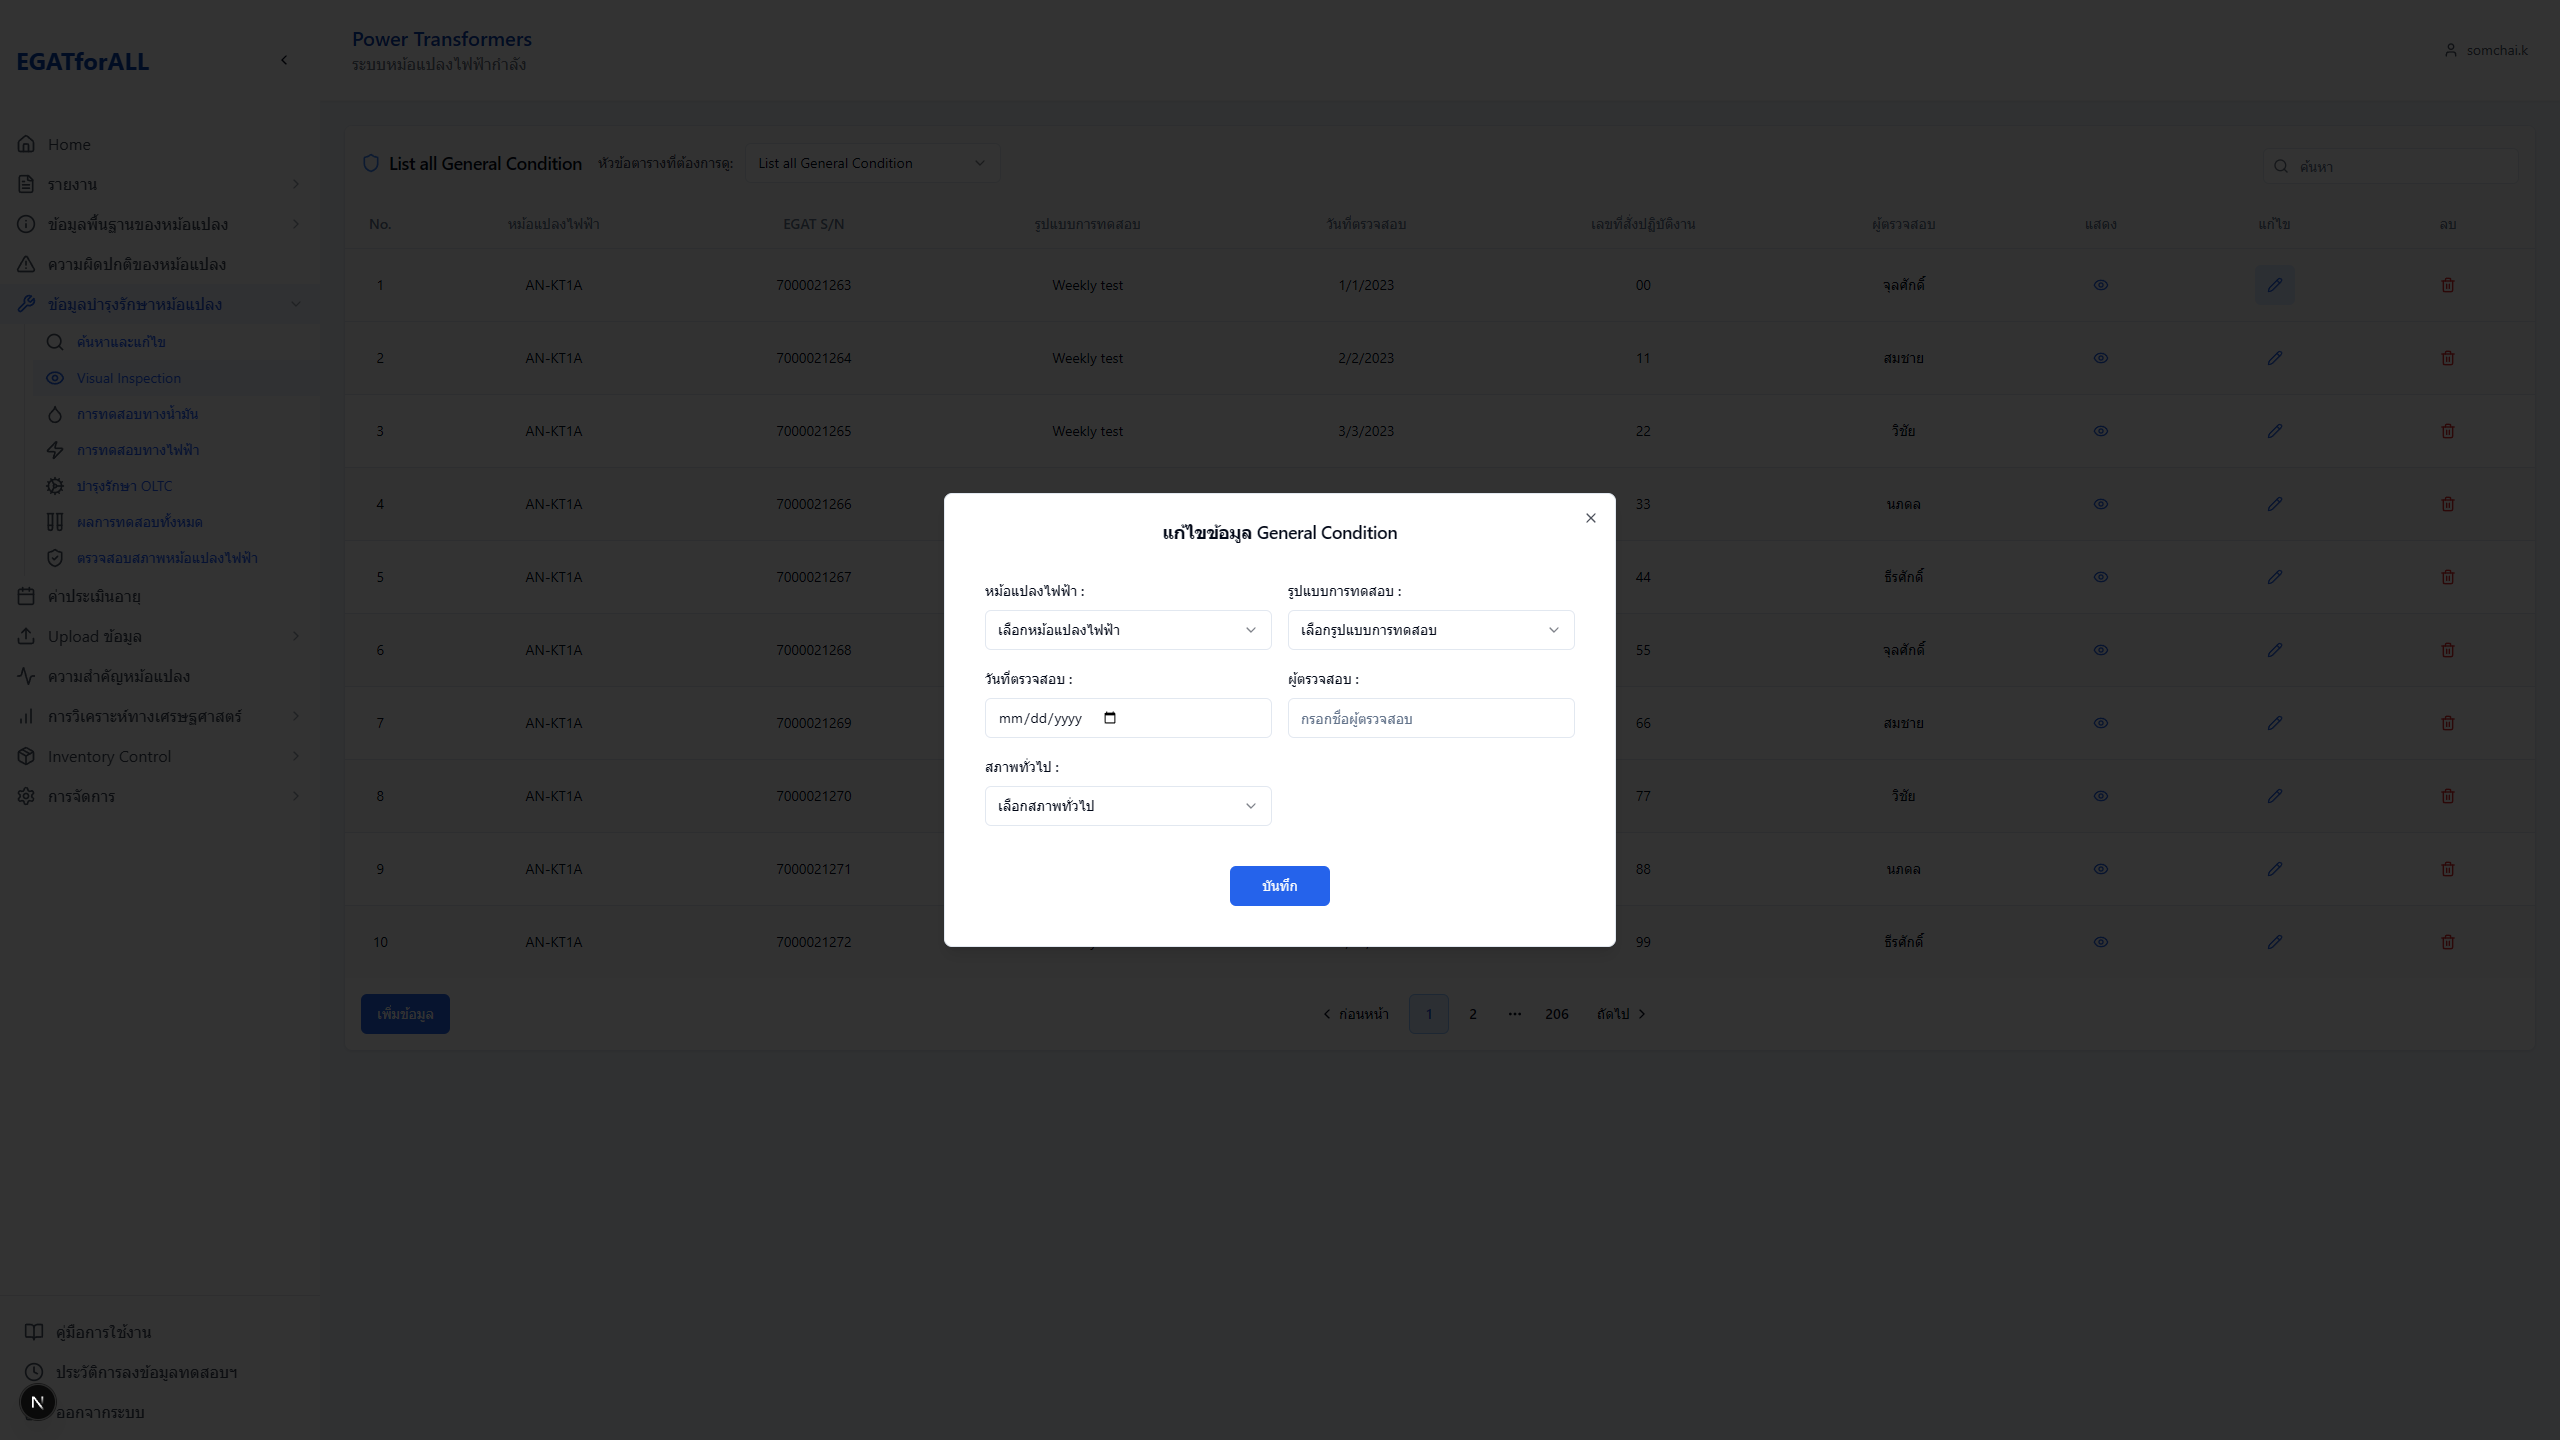 EGATforALL
Power Transformers
ระบบหม้อแปลงไฟฟ้ากำลัง
somchai.k
Home
รายงาน
ข้อมูลพื้นฐานของหม้อแปลง
ความผิดปกติของหม้อแปลง
ข้อมูลบำรุงรักษาหม้อแปลง
ค้นหาและแก้ไข
Visual Inspection
การทดสอบทางน้ำมัน
การทดสอบทางไฟฟ้า
บำรุงรักษา OLTC
ผลการทดสอบทั้งหมด
ตรวจสอบสภาพหม้อแปลงไฟฟ้า
ค่าประเมินอายุ
Upload ข้อมูล
ความสำคัญหม้อแปลง
การวิเคราะห์ทางเศรษฐศาสตร์
Inventory Control
การจัดการ
คู่มือการใช้งาน
ประวัติการลงข้อมูลทดสอบฯ
N
ออกจากระบบ
List all General Condition หัวข้อตารางที่ต้องการดู: List all General Condition ค้นหา
No. หม้อแปลงไฟฟ้า EGAT S/N รูปแบบการทดสอบ วันที่ตรวจสอบ เลขที่สั่งปฏิบัติงาน ผู้ตรวจสอบ แสดง แก้ไข ลบ
1 AN-KT1A 7000021263 Weekly test 1/1/2023 00 จุลศักดิ์
2 AN-KT1A 7000021264 Weekly test 2/2/2023 11 สมชาย
3 AN-KT1A 7000021265 Weekly test 3/3/2023 22 วิชัย
4 AN-KT1A 7000021266 33 นภดล
5 AN-KT1A 7000021267 44 ธีรศักดิ์
6 AN-KT1A 7000021268 55 จุลศักดิ์
7 AN-KT1A 7000021269 66 สมชาย
8 AN-KT1A 7000021270 77 วิชัย
9 AN-KT1A 7000021271 88 นภดล
10 AN-KT1A 7000021272 99 ธีรศักดิ์
เพิ่มข้อมูล
ก่อนหน้า 1 2 ••• 206 ถัดไป
แก้ไขข้อมูล General Condition
หม้อแปลงไฟฟ้า : รูปแบบการทดสอบ :
เลือกหม้อแปลงไฟฟ้า เลือกรูปแบบการทดสอบ
วันที่ตรวจสอบ : ผู้ตรวจสอบ :
mm/dd/yyyy กรอกชื่อผู้ตรวจสอบ
สภาพทั่วไป :
เลือกสภาพทั่วไป
บันทึก